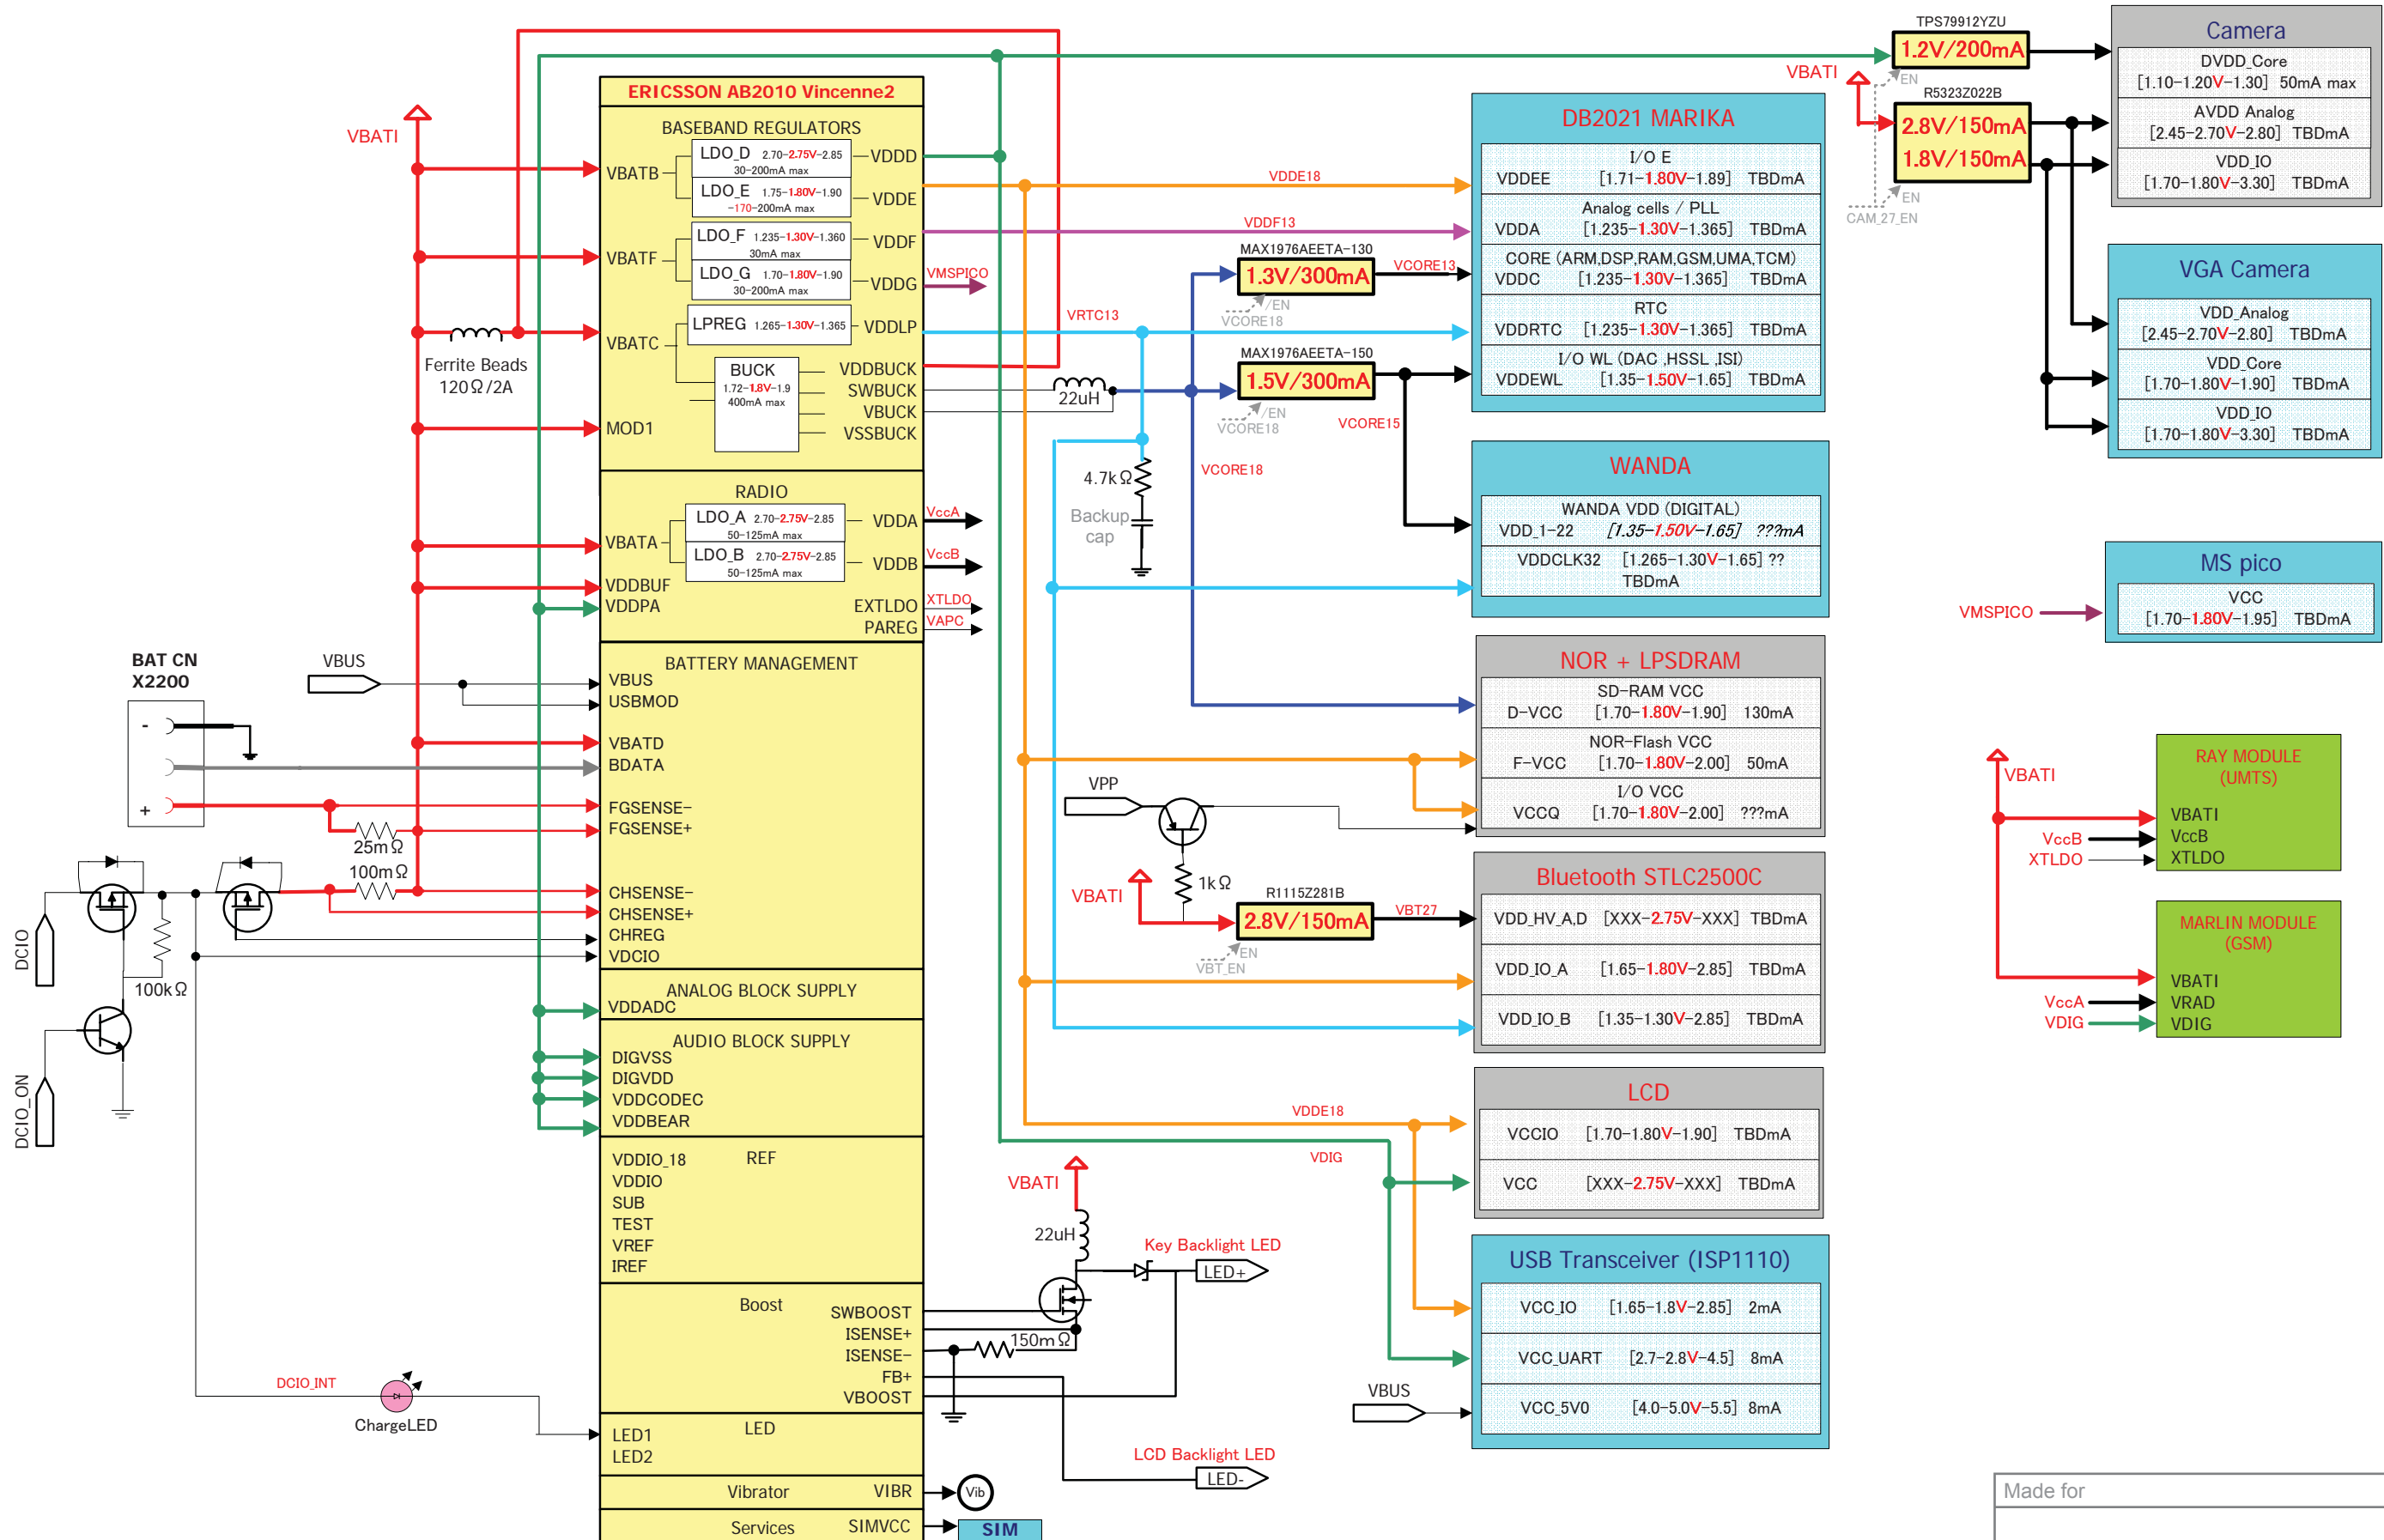 ERICSSON AB2010 Vincenne2
BASEBAND REGULATORS
VBATB
LDO_D 2.70-2.75V-2.85
30-200mA max
VDDD
LDO_E 1.75-1.80V-1.90
-170-200mA max
VDDE
VBATF
LDO_F 1.235-1.30V-1.360
30mA max
VDDF
LDO_G 1.70-1.80V-1.90
30-200mA max
VDDG
VMSPICO
VBATC
LPREG 1.265-1.30V-1.365
VDDLP
BUCK
1.72-1.8V-1.9
400mA max
VDDBUCK
SWBUCK
VBUCK
VSSBUCK
MOD1
VBATI
Ferrite Beads
120Ω/2A
22uH
RADIO
VBATA
LDO_A 2.70-2.75V-2.85
50-125mA max
VDDA
VccA
LDO_B 2.70-2.75V-2.85
50-125mA max
VDDB
VccB
VDDBUF
VDDPA
EXTLDO
XTLDO
PAREG
VAPC
BATTERY MANAGEMENT
VBUS
VBUS
USBMOD
VBATD
BDATA
FGSENSE-
FGSENSE+
CHSENSE-
CHSENSE+
CHREG
VDCIO
BAT CN
X2200
-
+
25mΩ
100mΩ
100kΩ
DCIO
DCIO_ON
ANALOG BLOCK SUPPLY
VDDADC
AUDIO BLOCK SUPPLY
DIGVSS
DIGVDD
VDDCODEC
VDDBEAR
REF
VDDIO_18
VDDIO
SUB
TEST
VREF
IREF
Boost
SWBOOST
ISENSE+
ISENSE-
FB+
VBOOST
VBATI
22uH
150mΩ
Key Backlight LED
LED+
LCD Backlight LED
LED-
DCIO_INT
ChargeLED
LED
LED1
LED2
Vibrator
VIBR
Vib
Services
SIMVCC
SIM
VDDE18
VDDF13
MAX1976AEETA-130
1.3V/300mA
VCORE13
/EN
VCORE18
VRTC13
MAX1976AEETA-150
1.5V/300mA
/EN
VCORE18
VCORE15
VCORE18
4.7kΩ
Backup
cap
DB2021 MARIKA
I/O E
VDDEE [1.71-1.80V-1.89] TBDmA
Analog cells / PLL
VDDA [1.235-1.30V-1.365] TBDmA
CORE (ARM,DSP,RAM,GSM,UMA,TCM)
VDDC [1.235-1.30V-1.365] TBDmA
RTC
VDDRTC [1.235-1.30V-1.365] TBDmA
I/O WL (DAC ,HSSL ,ISI)
VDDEWL [1.35-1.50V-1.65] TBDmA
WANDA
WANDA VDD (DIGITAL)
VDD_1-22 [1.35-1.50V-1.65] ???mA
VDDCLK32 [1.265-1.30V-1.65] ??
TBDmA
NOR + LPSDRAM
SD-RAM VCC
D-VCC [1.70-1.80V-1.90] 130mA
NOR-Flash VCC
F-VCC [1.70-1.80V-2.00] 50mA
I/O VCC
VCCQ [1.70-1.80V-2.00] ???mA
VPP
1kΩ
VBATI
R1115Z281B
2.8V/150mA
VBT27
EN
VBT_EN
Bluetooth STLC2500C
VDD_HV_A,D [XXX-2.75V-XXX] TBDmA
VDD_IO_A [1.65-1.80V-2.85] TBDmA
VDD_IO_B [1.35-1.30V-2.85] TBDmA
VDDE18
VDIG
LCD
VCCIO [1.70-1.80V-1.90] TBDmA
VCC [XXX-2.75V-XXX] TBDmA
USB Transceiver (ISP1110)
VCC_IO [1.65-1.8V-2.85] 2mA
VCC_UART [2.7-2.8V-4.5] 8mA
VBUS
VCC_5V0 [4.0-5.0V-5.5] 8mA
TPS79912YZU
1.2V/200mA
VBATI
EN
R5323Z022B
2.8V/150mA
1.8V/150mA
EN
CAM_27_EN
Camera
DVDD_Core
[1.10-1.20V-1.30] 50mA max
AVDD Analog
[2.45-2.70V-2.80] TBDmA
VDD_IO
[1.70-1.80V-3.30] TBDmA
VGA Camera
VDD_Analog
[2.45-2.70V-2.80] TBDmA
VDD_Core
[1.70-1.80V-1.90] TBDmA
VDD_IO
[1.70-1.80V-3.30] TBDmA
MS pico
VMSPICO
VCC
[1.70-1.80V-1.95] TBDmA
VBATI
RAY MODULE
(UMTS)
VBATI
VccB
VccB
XTLDO
XTLDO
MARLIN MODULE
(GSM)
VBATI
VccA
VRAD
VDIG
VDIG
Made for